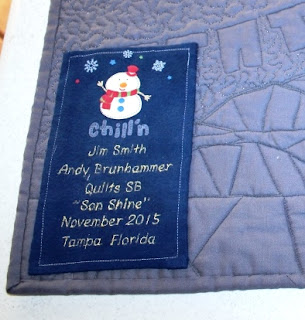 chill'n
Jim Smith
Andy Brunhammer
Quilts SB
"Son Shine"
November 2015
Tampa Florida